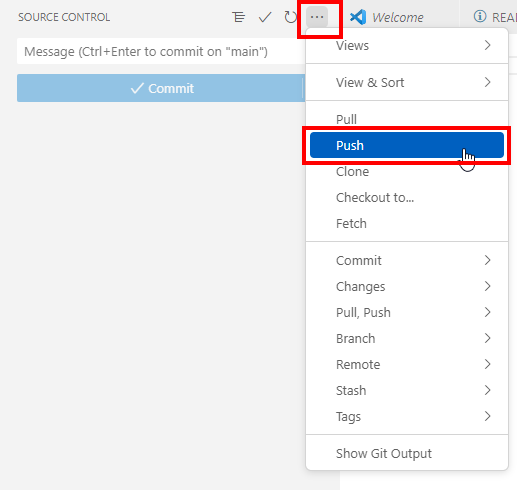 SOURCE CONTROL
Message (Ctrl+Enter to commit on "main")
Commit
Welcome
Views
View & Sort
Pull
Push
Clone
Checkout to...
Fetch
Commit
Changes
Pull, Push
Branch
Remote
Stash
Tags
Show Git Output